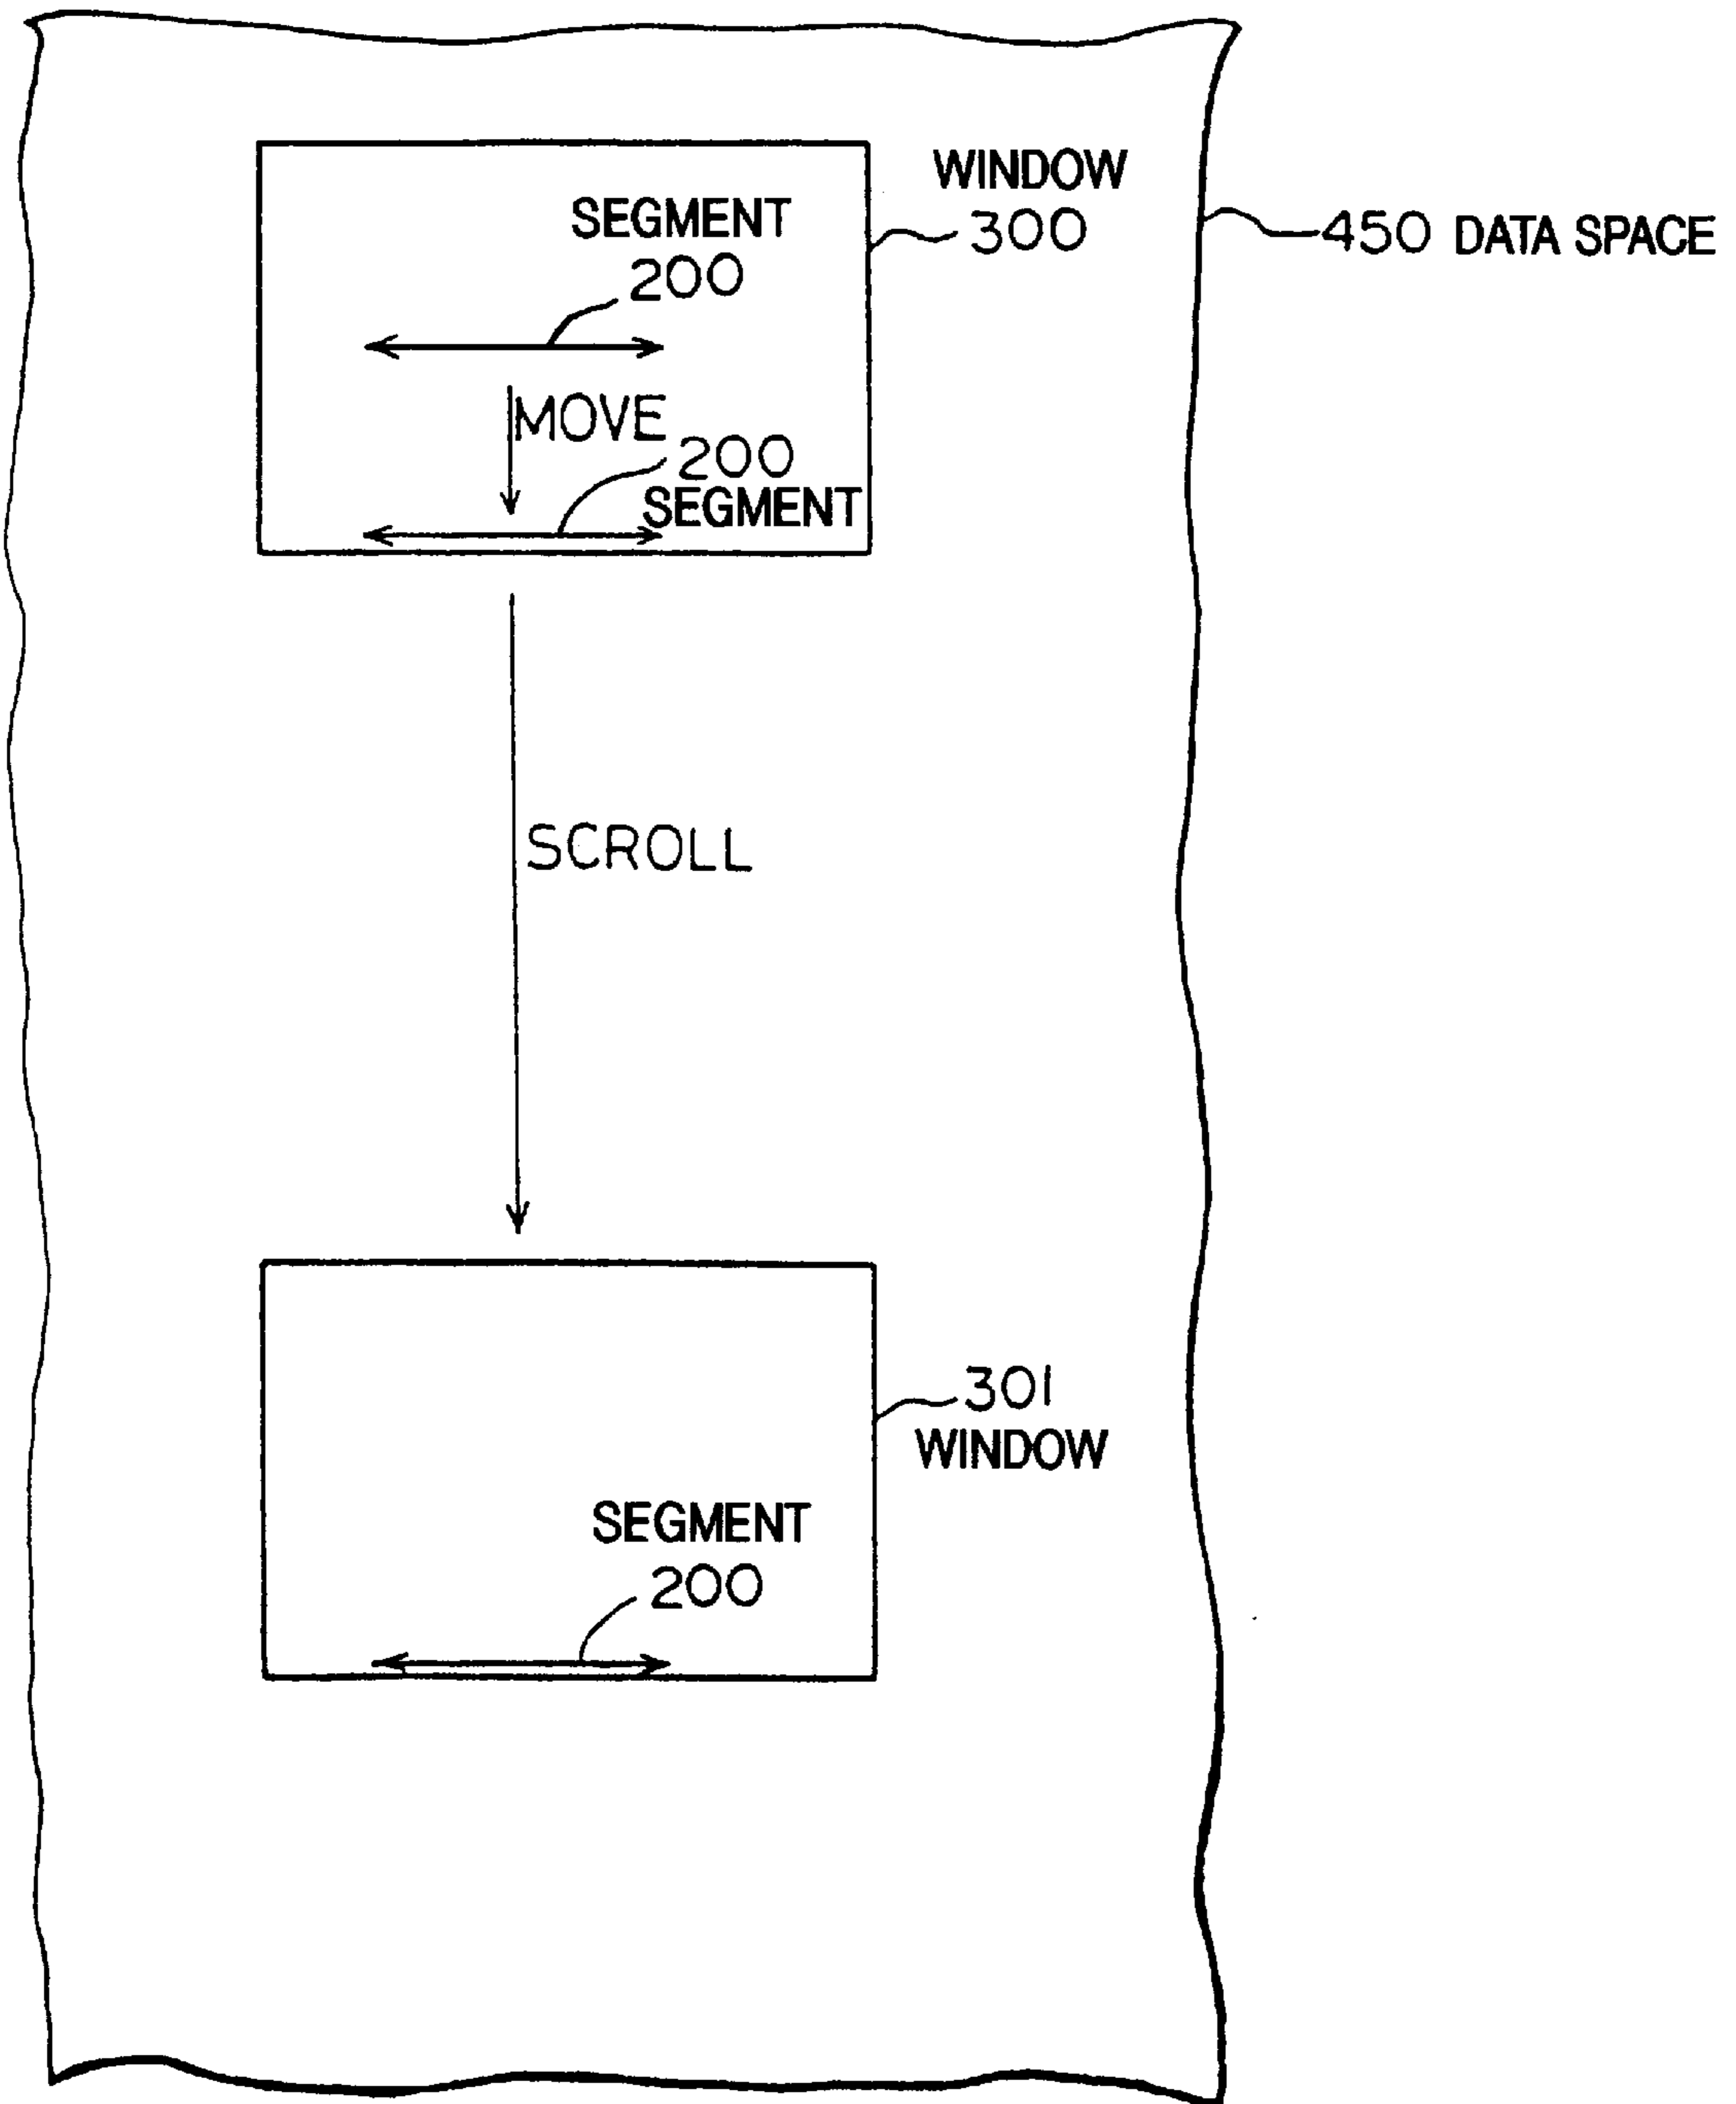 WINDOW
300
450 DATA SPACE
SEGMENT
200
MOVE
200
SEGMENT
SCROLL
301
WINDOW
SEGMENT
200